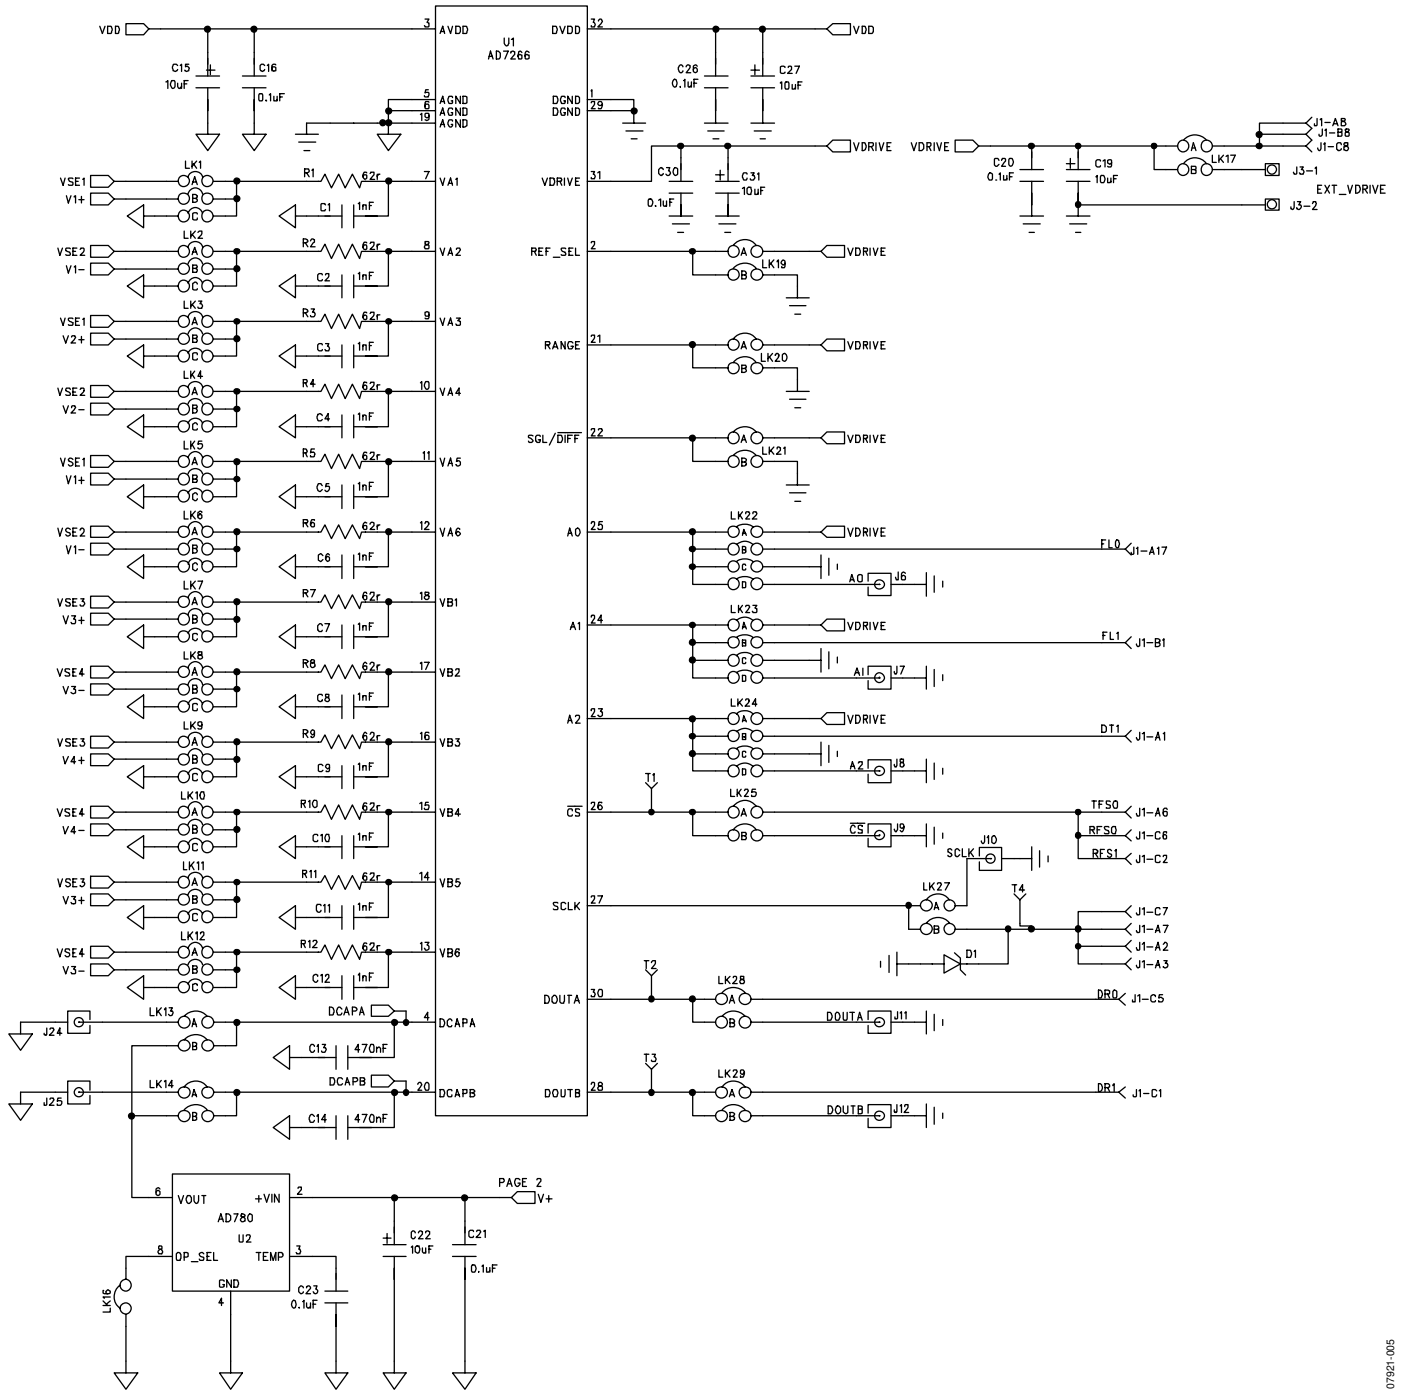 VDD 3 AVDD U1 AD7266 DVDD 32 VDD
C15 10uF + C16 0.1uF
C26 0.1uF + C27 10uF
5 AGND DGND 1
6 AGND DGND 29
19 AGND
J1-A8
J1-B8
J1-C8
VDRIVE VDRIVE A
LK17 B J3-1
EXT_VDRIVE
J3-2
C20 0.1uF + C19 10uF
VDRIVE 31
C30 0.1uF + C31 10uF
LK1
VSE1 A R1 62r 7 VA1
V1+ B
C C1 1nF
LK2
VSE2 A R2 62r 8 VA2
V1- B
C C2 1nF
REF_SEL 2 A VDRIVE
B LK19
LK3
VSE1 A R3 62r 9 VA3
V2+ B
C C3 1nF
RANGE 21 A VDRIVE
B LK20
LK4
VSE2 A R4 62r 10 VA4
V2- B
C C4 1nF
SGL/DIFF 22 A VDRIVE
B LK21
LK5
VSE1 A R5 62r 11 VA5
V1+ B
C C5 1nF
LK6
VSE2 A R6 62r 12 VA6
V1- B
C C6 1nF
LK22
A0 25 A VDRIVE
B FL0 J1-A17
C
D A0 J6
LK7
VSE3 A R7 62r 18 VB1
V3+ B
C C7 1nF
LK23
A1 24 A VDRIVE
B FL1 J1-B1
C
D A1 J7
LK8
VSE4 A R8 62r 17 VB2
V3- B
C C8 1nF
LK24
A2 23 A VDRIVE
B DT1 J1-A1
C
D A2 J8
LK9
VSE3 A R9 62r 16 VB3
V4+ B
C C9 1nF
LK10
VSE4 A R10 62r 15 VB4
V4- B
C C10 1nF
T1 LK25
CS 26 A TFS0 J1-A6
B CS J9 RFS0 J1-C6
RFS1 J1-C2
SCLK J10
LK11
VSE3 A R11 62r 14 VB5
V3+ B
C C11 1nF
SCLK 27 LK27 A T4 J1-C7
B J1-A7
J1-A2
D1 J1-A3
LK12
VSE4 A R12 62r 13 VB6
V3- B
C C12 1nF
T2 LK28
DOUTA 30 A DR0 J1-C5
B DOUTA J11
J24 LK13 A DCAPA 4 DCAPA
B C13 470nF
T3 LK29
DOUTB 28 A DR1 J1-C1
B DOUTB J12
J25 LK14 A DCAPB 20 DCAPB
B C14 470nF
PAGE 2
6 VOUT +VIN 2 V+
AD780
U2
8 OP_SEL TEMP 3
GND
4
LK16
C23 0.1uF
+ C22 10uF
C21 0.1uF
07921-005